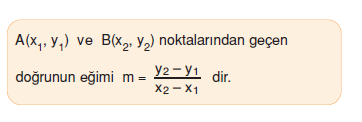 A(x₁, y₁) ve B(x₂, y₂) noktalarından geçen
doğrunun eğimi m = (y₂ − y₁) / (x₂ − x₁) dir.